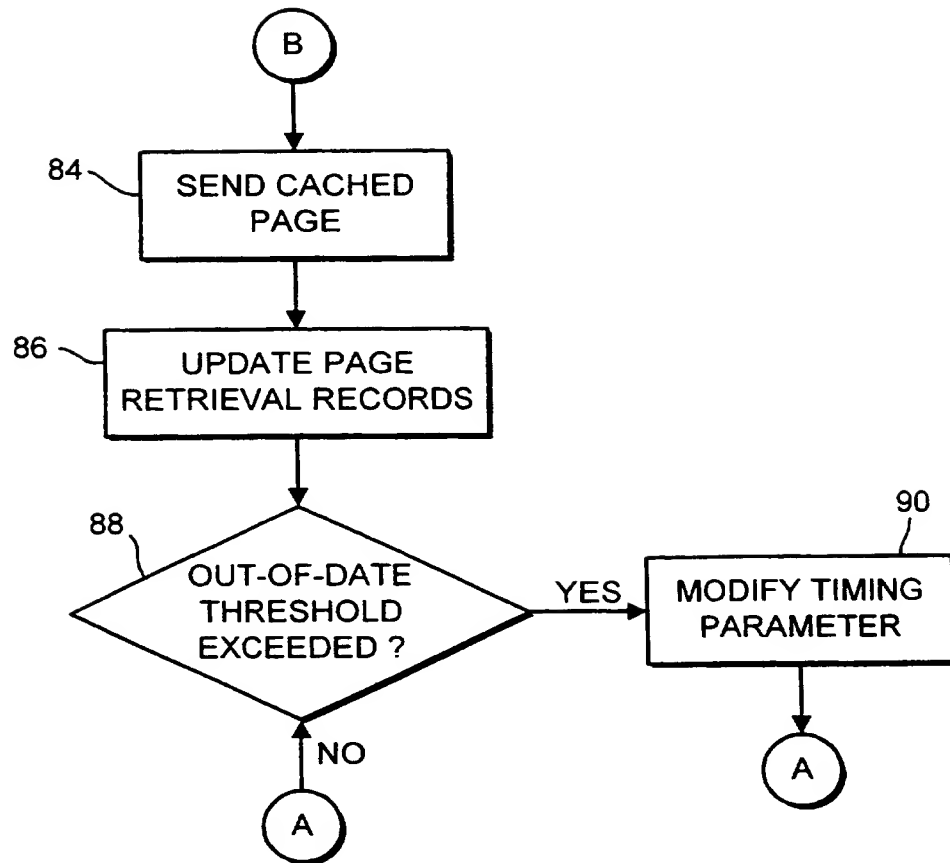 B
84
SEND CACHED
PAGE
86
UPDATE PAGE
RETRIEVAL RECORDS
88
OUT-OF-DATE
THRESHOLD
EXCEEDED ?
YES
90
MODIFY TIMING
PARAMETER
NO
A
A